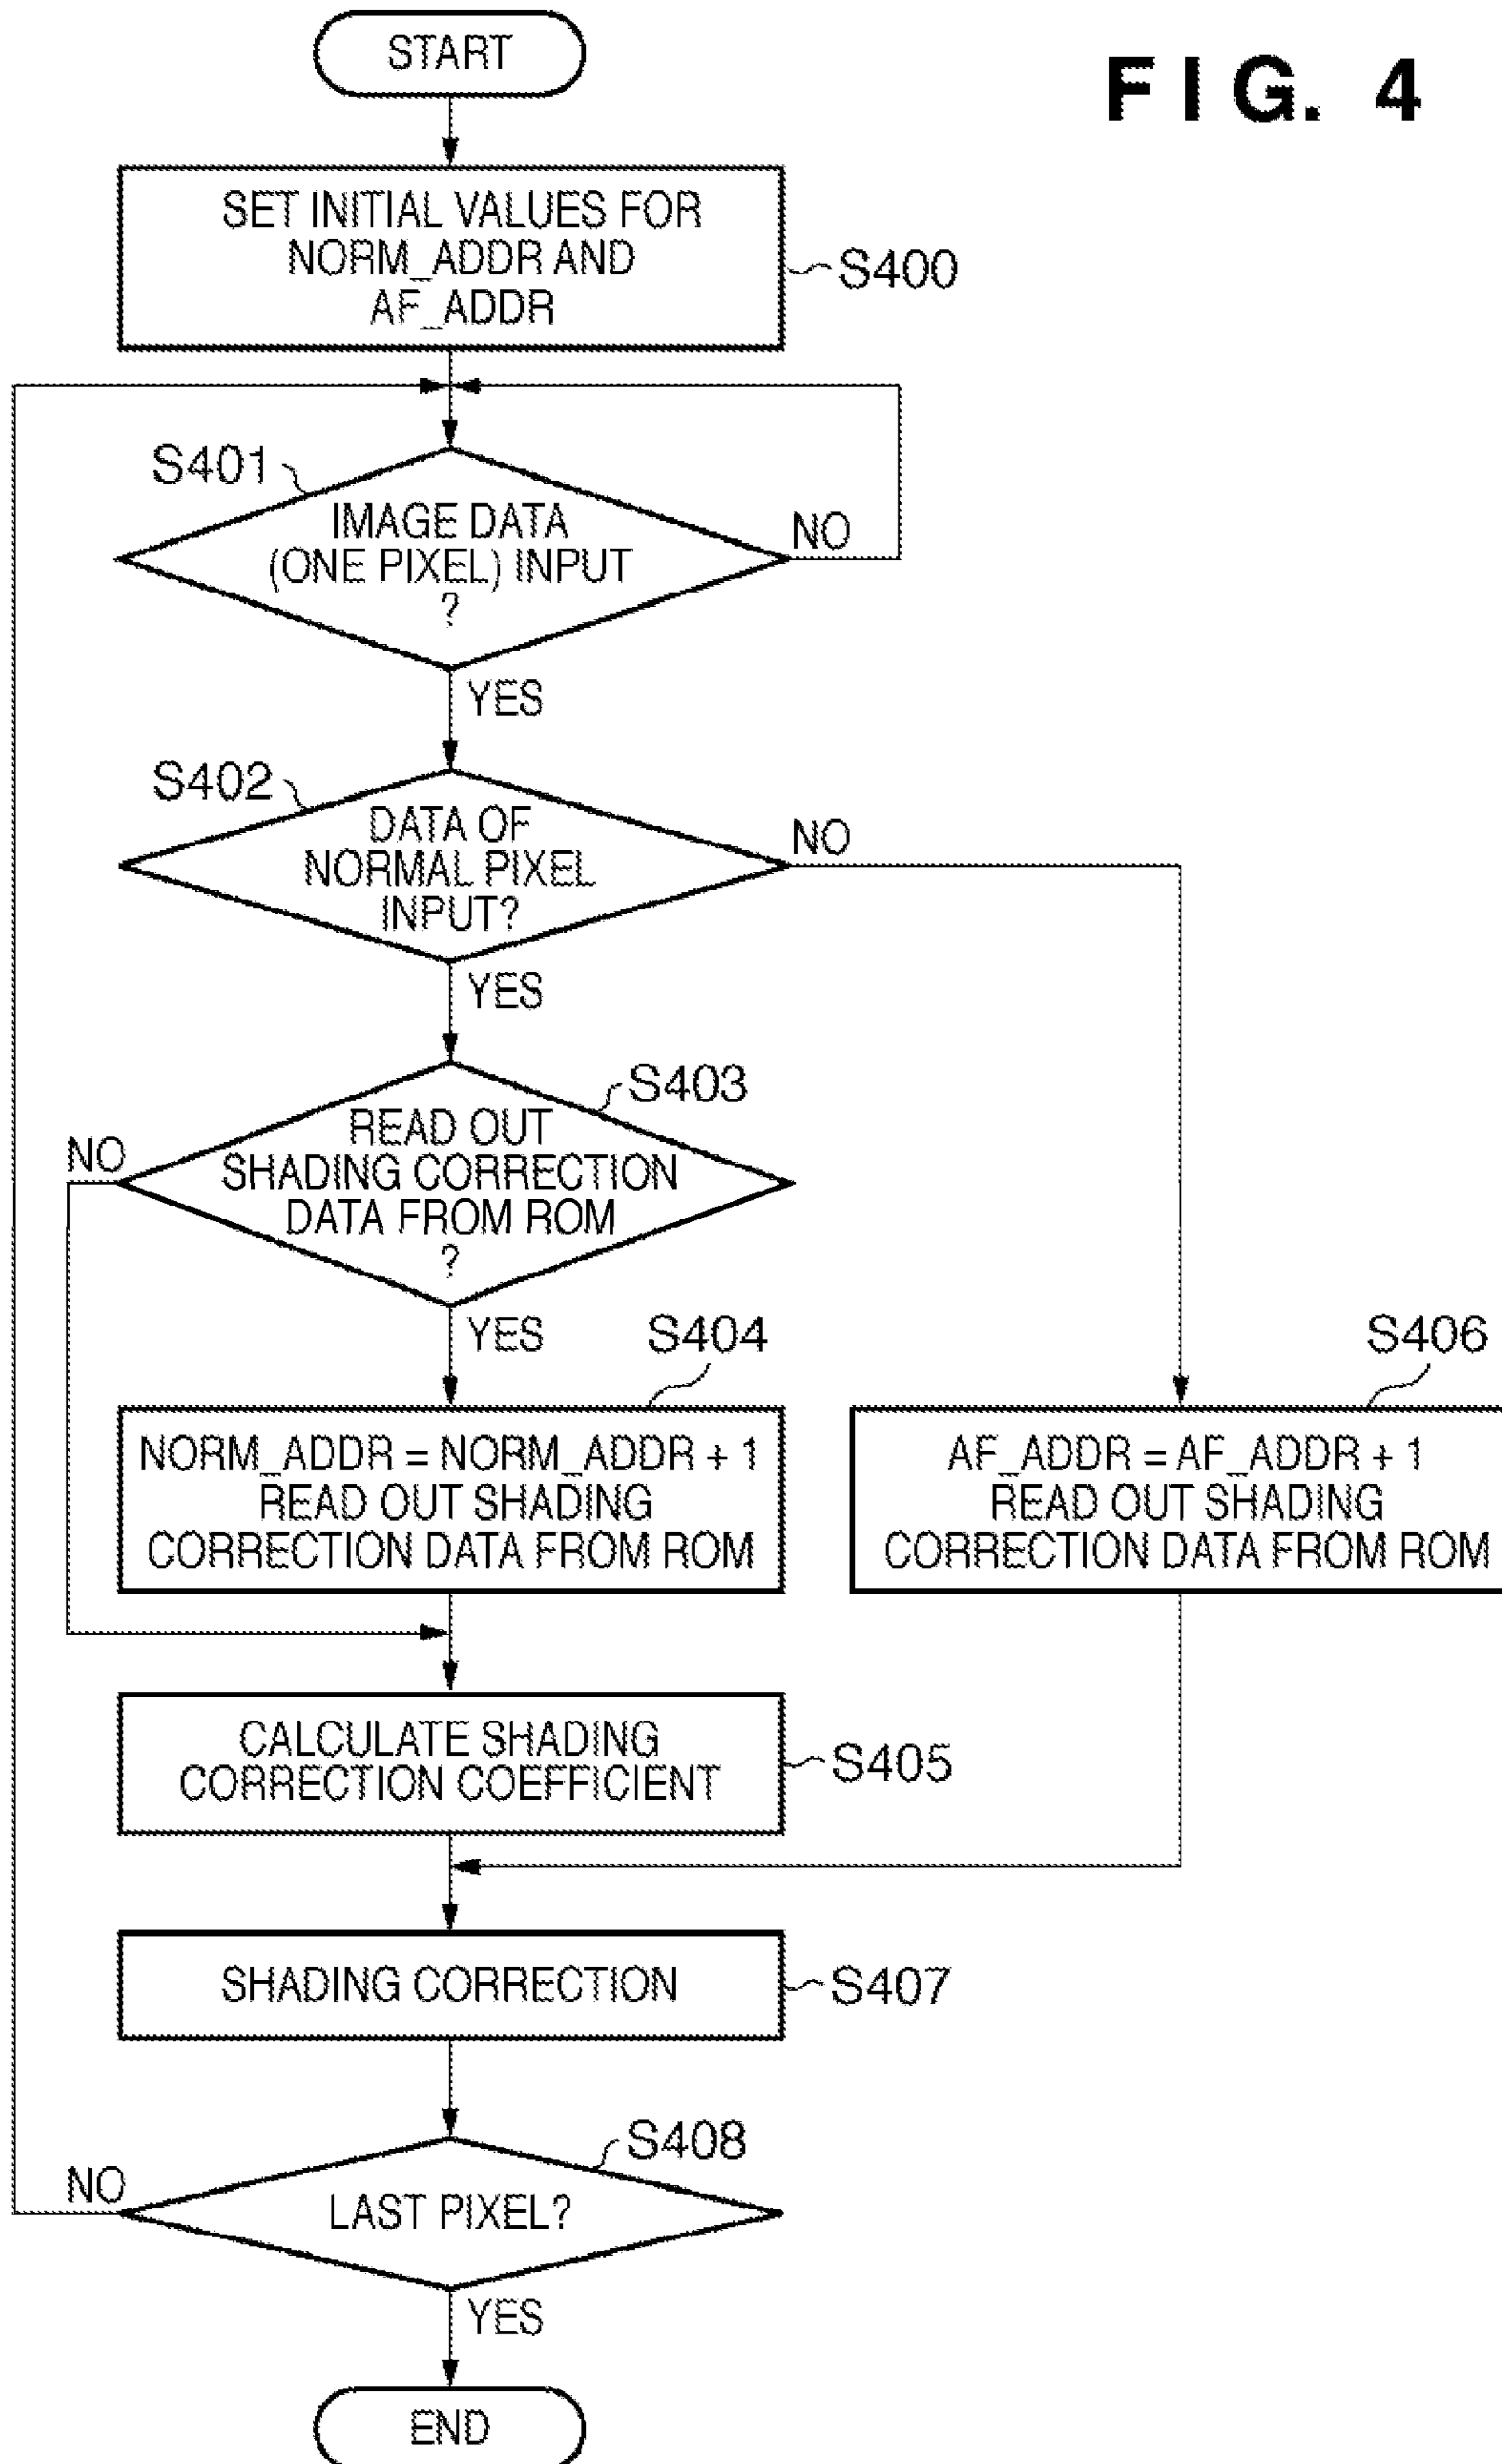 FIG. 4
START
SET INITIAL VALUES FOR
NORM_ADDR AND
AF_ADDR
S400
S401
IMAGE DATA
(ONE PIXEL) INPUT
?
NO
YES
S402
DATA OF
NORMAL PIXEL
INPUT?
NO
YES
S403
READ OUT
SHADING CORRECTION
DATA FROM ROM
?
NO
YES
S404
NORM_ADDR = NORM_ADDR + 1
READ OUT SHADING
CORRECTION DATA FROM ROM
S406
AF_ADDR = AF_ADDR + 1
READ OUT SHADING
CORRECTION DATA FROM ROM
CALCULATE SHADING
CORRECTION COEFFICIENT
S405
SHADING CORRECTION
S407
S408
LAST PIXEL?
NO
YES
END